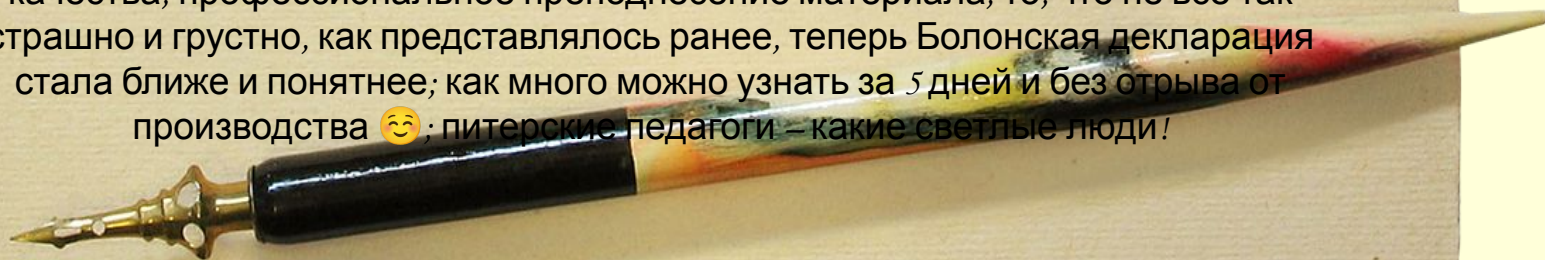 качества, профессиональное преподнесение материала, то, что не все так
страшно и грустно, как представлялось ранее, теперь Болонская декларация
стала ближе и понятнее; как много можно узнать за 5 дней и без отрыва от
производства 😊; питерские педагоги – какие светлые люди!